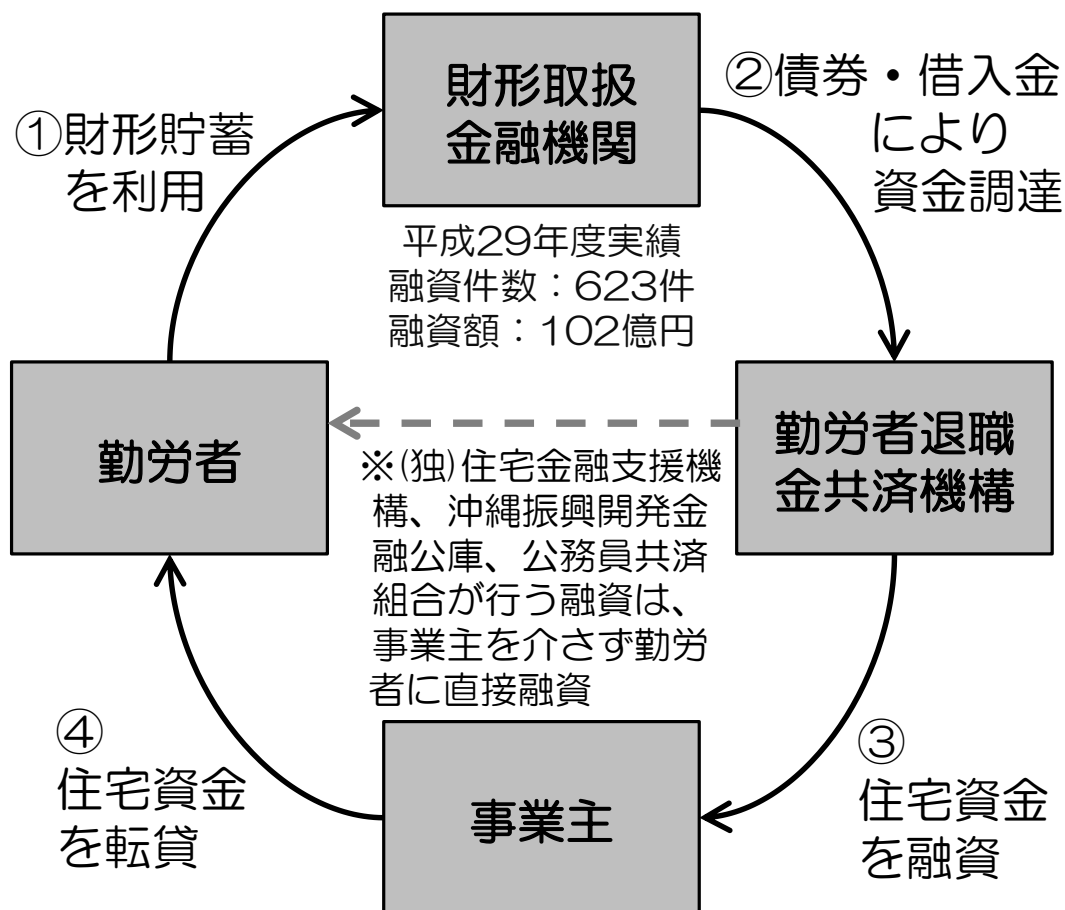 財形取扱
金融機関
①財形貯蓄
を利用
②債券・借入金
により
資金調達
平成29年度実績
融資件数：623件
融資額：102億円
勤労者
勤労者退職
金共済機構
※(独)住宅金融支援機
構、沖縄振興開発金
融公庫、公務員共済
組合が行う融資は、
事業主を介さず勤労
者に直接融資
④
住宅資金
を転貸
事業主
③
住宅資金
を融資